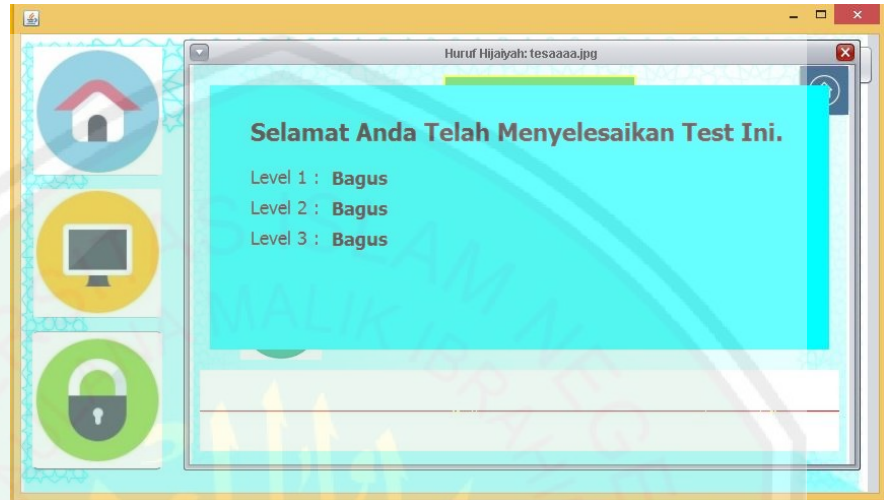 Huruf Hijaiyah: tesaaaa.jpg
Selamat Anda Telah Menyelesaikan Test Ini.
Level 1 : Bagus
Level 2 : Bagus
Level 3 : Bagus